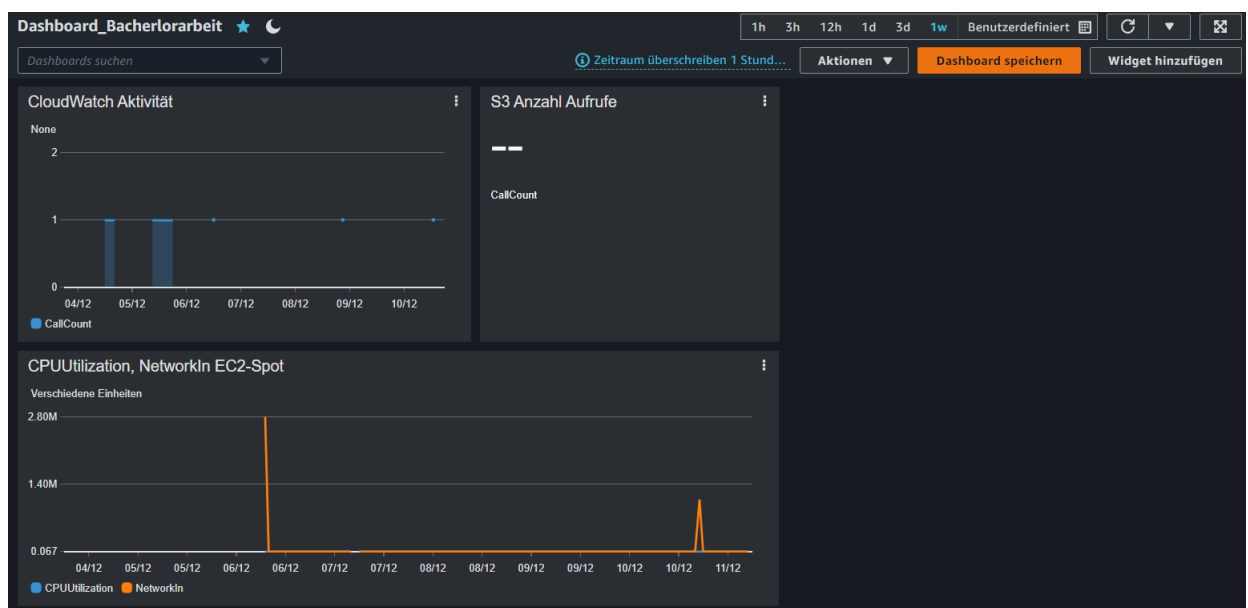 Dashboard_Bacherlorarbeit
1h 3h 12h 1d 3d 1w Benutzerdefiniert
Dashboards suchen
Zeitraum überschreiben 1 Stund...
Aktionen
Dashboard speichern
Widget hinzufügen
CloudWatch Aktivität
None
2
1
0
04/12 05/12 06/12 07/12 08/12 09/12 10/12
CallCount
S3 Anzahl Aufrufe
--
CallCount
CPUUtilization, NetworkIn EC2-Spot
Verschiedene Einheiten
2.80M
1.40M
0.067
04/12 05/12 05/12 06/12 06/12 07/12 07/12 08/12 08/12 09/12 09/12 10/12 10/12 11/12
CPUUtilization NetworkIn